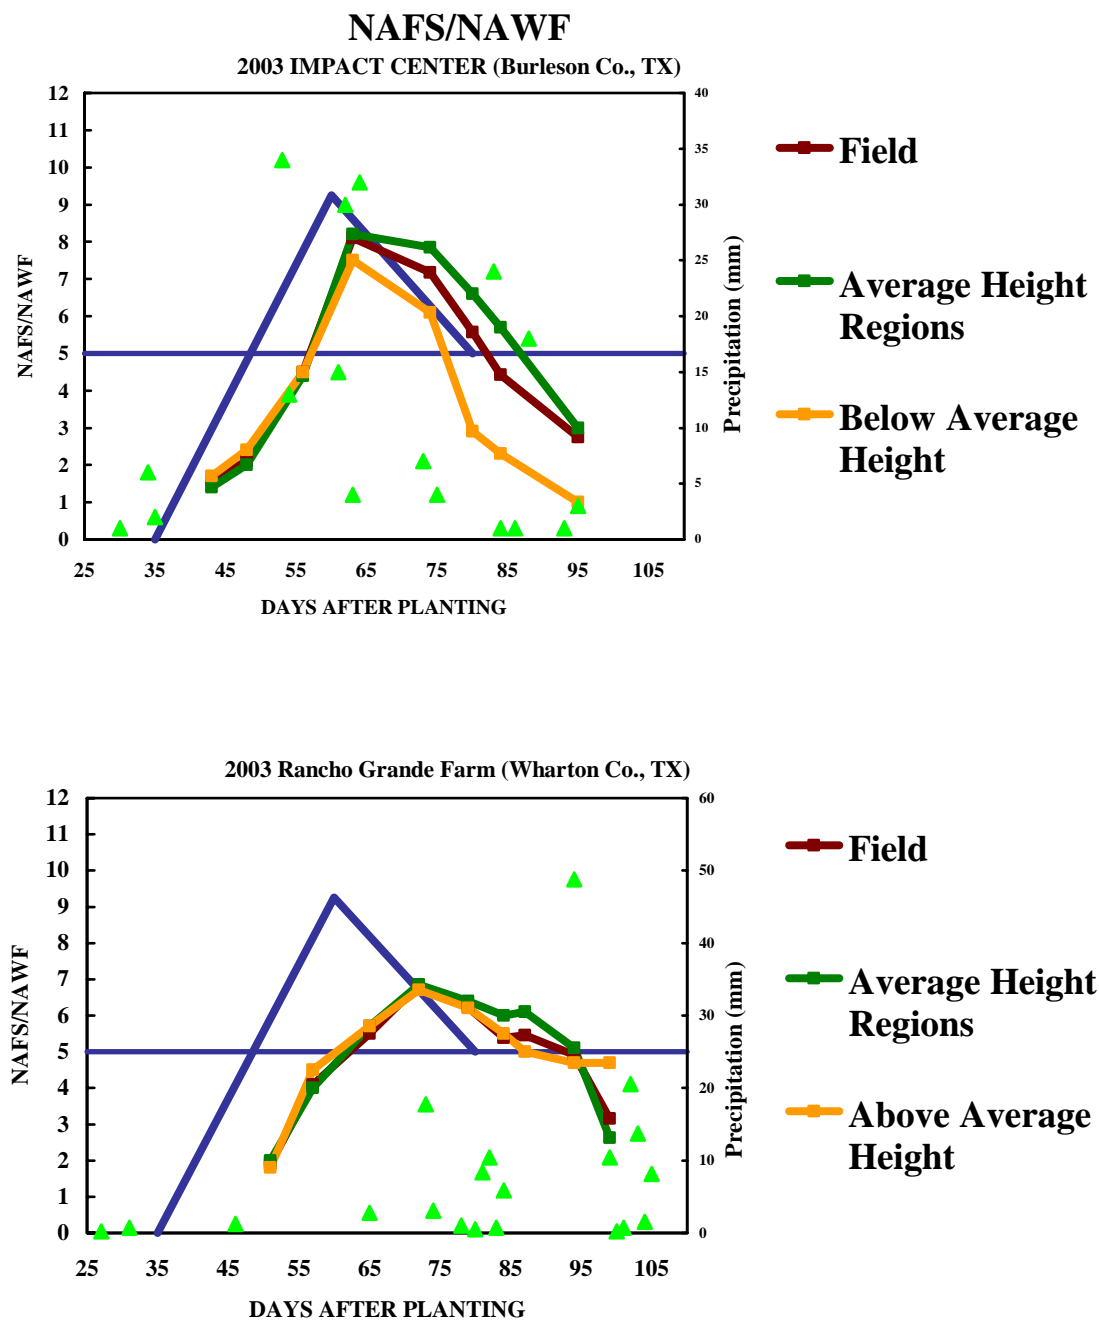 NAFS/NAWF
2003 IMPACT CENTER (Burleson Co., TX)
12
11
10
9
8
7
6
5
4
3
2
1
0
NAFS/NAWF
40
35
30
25
20
15
10
5
0
Precipitation (mm)
25 35 45 55 65 75 85 95 105
DAYS AFTER PLANTING
Field
Average Height
Regions
Below Average
Height
2003 Rancho Grande Farm (Wharton Co., TX)
12
11
10
9
8
7
6
5
4
3
2
1
0
NAFS/NAWF
60
50
40
30
20
10
0
Precipitation (mm)
25 35 45 55 65 75 85 95 105
DAYS AFTER PLANTING
Field
Average Height
Regions
Above Average
Height